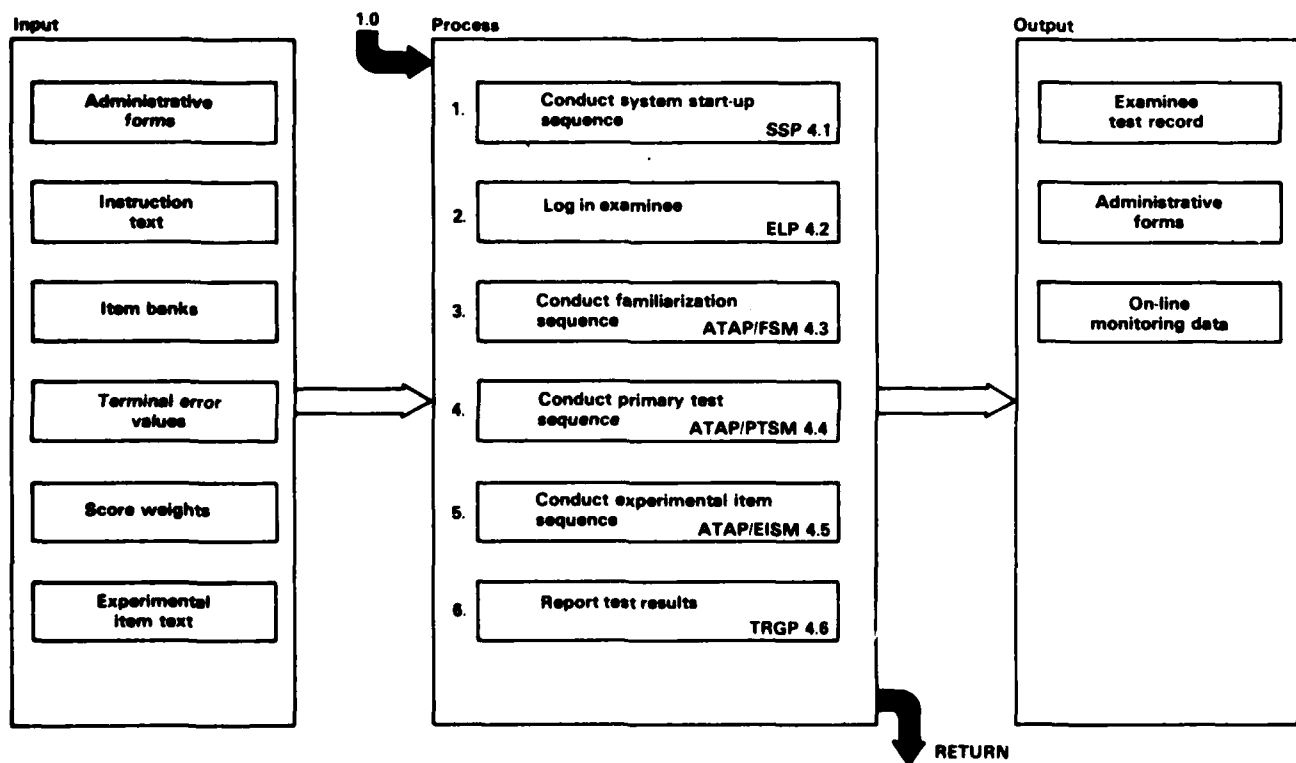 Input
Administrative
forms
Instruction
text
Item banks
Terminal error
values
Score weights
Experimental
item text
1.0
Process
1.
Conduct system start-up
sequence
SSP 4.1
2.
Log in examinee
ELP 4.2
3.
Conduct familiarization
sequence
ATAP/FSM 4.3
4.
Conduct primary test
sequence
ATAP/PTSM 4.4
5.
Conduct experimental item
sequence
ATAP/EISM 4.5
6.
Report test results
TRGP 4.6
RETURN
Output
Examinee
test record
Administrative
forms
On-line
monitoring data